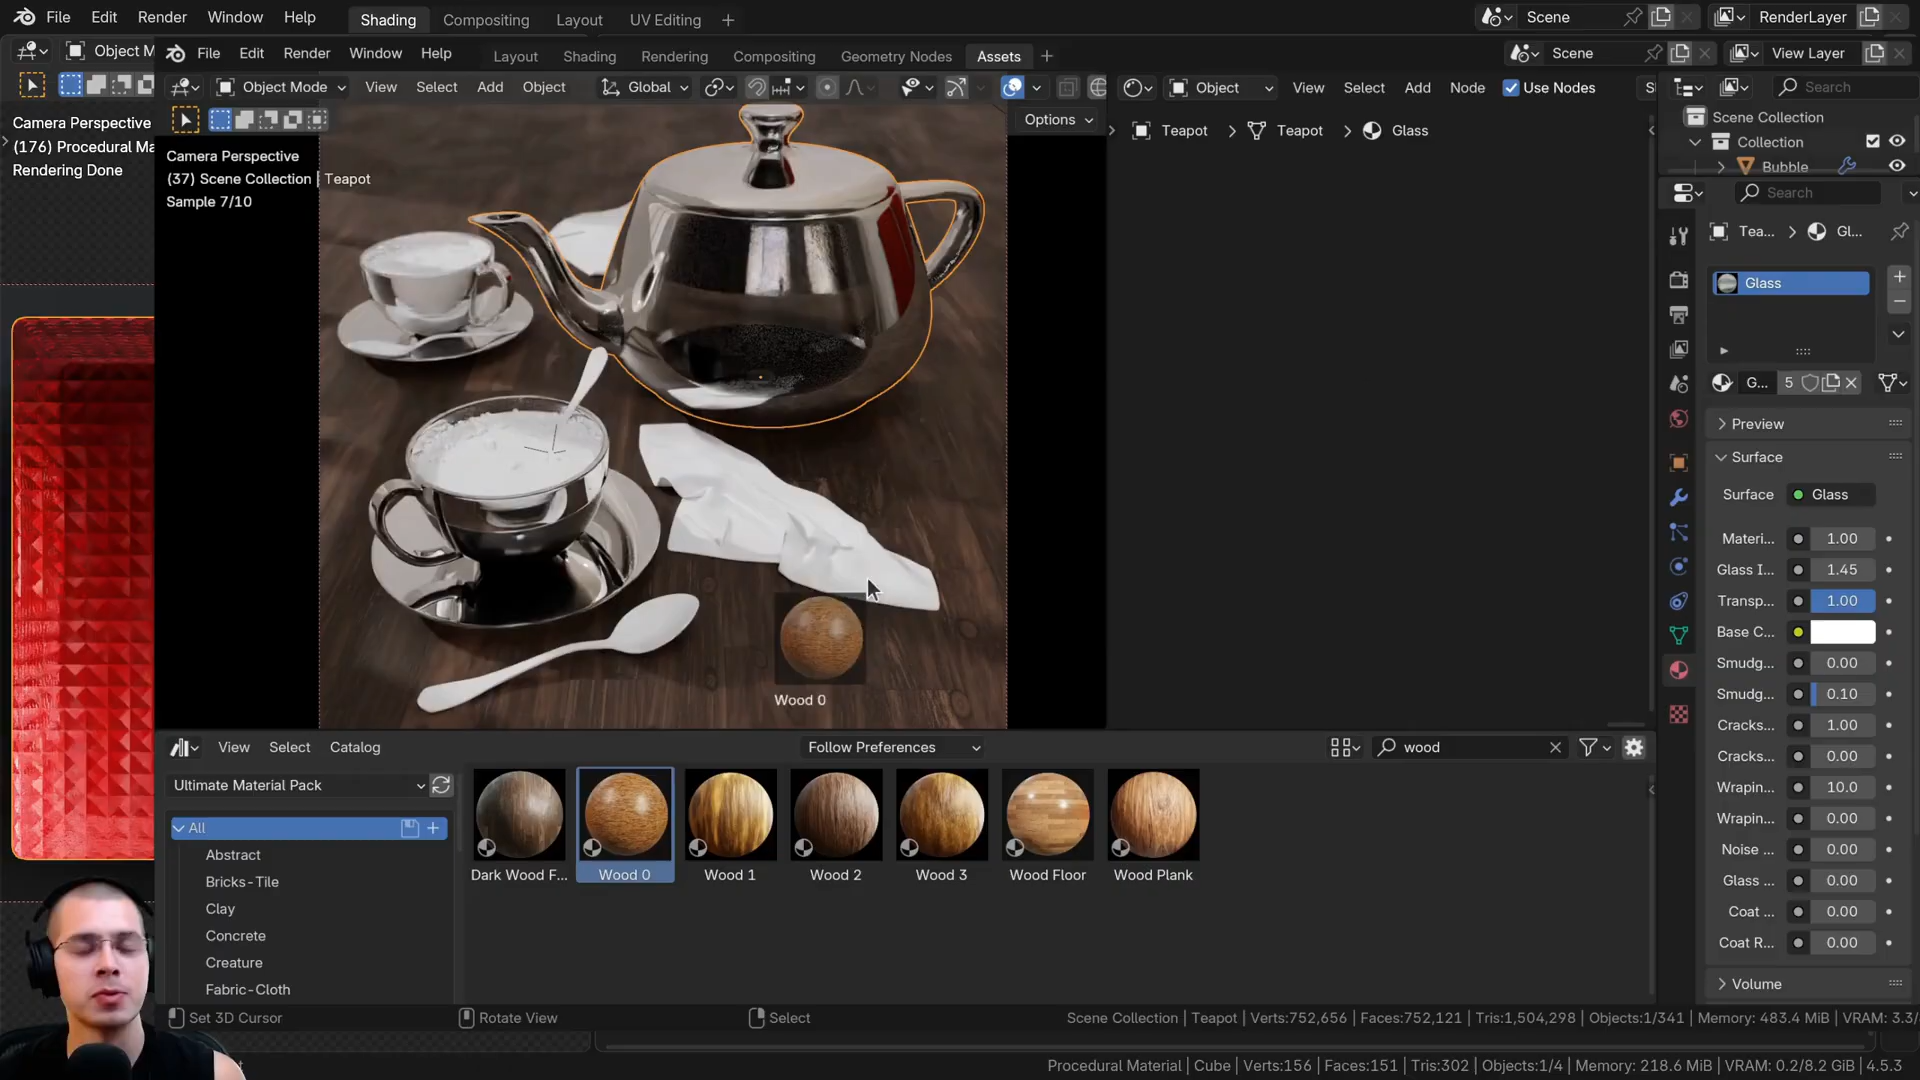 File Edit Render Window Help Shading Compositing Layout UV Editing Scene RenderLayer
Object M
File Edit Render Window Help Layout Shading Rendering Compositing Geometry Nodes Assets Scene View Layer
Object Mode View Select Add Object Global Object View Select Add Node Use Nodes Search
Options
Camera Perspective
(176) Procedural Ma
Rendering Done
Camera Perspective
(37) Scene Collection | Teapot
Sample 7/10
Teapot Teapot Glass
Scene Collection
Collection
Bubble
Search
Tea... Gl...
Glass
G... 5
Preview
Surface
Surface Glass
Materi... 1.00
Glass I... 1.45
Transp... 1.00
Base C...
Smudg... 0.00
Smudg... 0.10
Cracks... 1.00
Cracks... 0.00
Wrapin... 10.0
Wrapin... 0.00
Noise ... 0.00
Glass ... 0.00
Coat ... 0.00
Coat R... 0.00
Volume
Wood 0
View Select Catalog Follow Preferences wood
Ultimate Material Pack
All
Abstract
Bricks-Tile
Clay
Concrete
Creature
Fabric-Cloth
Dark Wood F... Wood 0 Wood 1 Wood 2 Wood 3 Wood Floor Wood Plank
Set 3D Cursor Rotate View Select Scene Collection | Teapot | Verts:752,656 | Faces:752,121 | Tris:1,504,298 | Objects:1/341 | Memory: 483.4 MiB | VRAM: 3.3/
Procedural Material | Cube | Verts:156 | Faces:151 | Tris:302 | Objects:1/4 | Memory: 218.6 MiB | VRAM: 0.2/8.2 GiB | 4.5.3